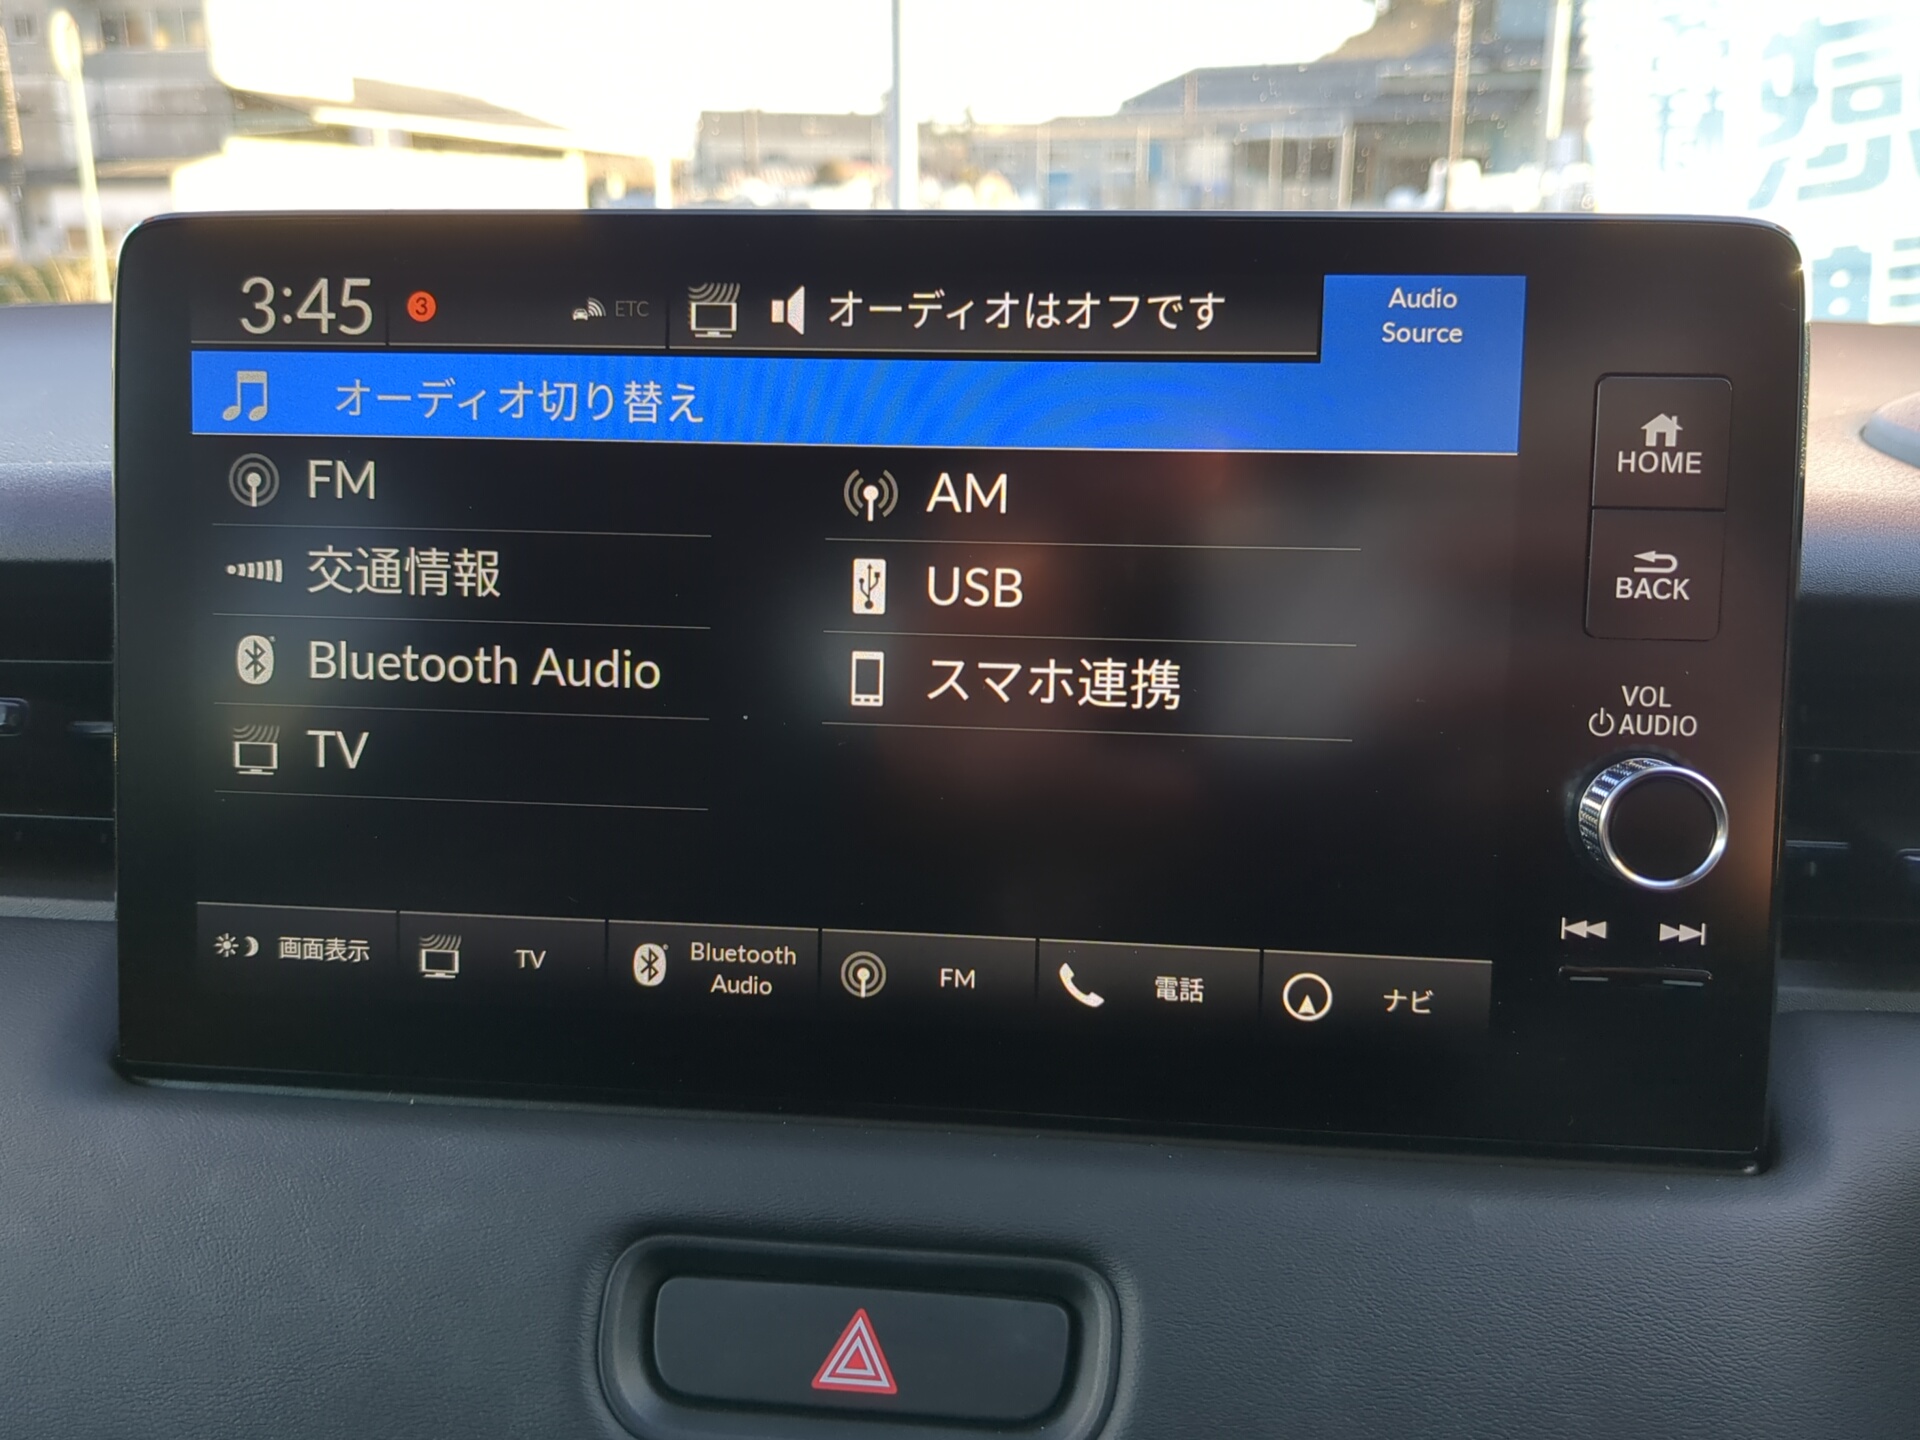 3:45
3
ETC
オーディオはオフです
Audio
Source
オーディオ切り替え
FM
AM
交通情報
USB
Bluetooth Audio
スマホ連携
TV
HOME
BACK
VOL
AUDIO
画面表示
TV
Bluetooth
Audio
FM
電話
ナビ